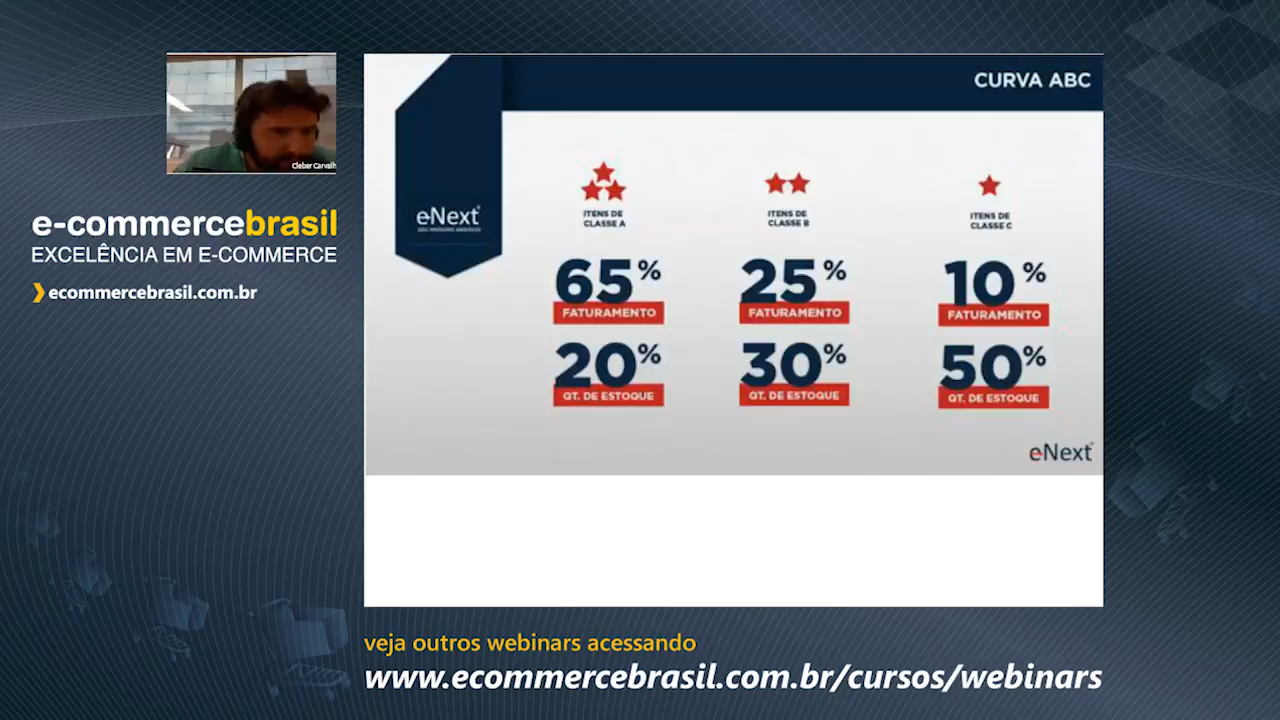 Cleber Carvalh
e-commercebrasil
EXCELÊNCIA EM E-COMMERCE
ecommercebrasil.com.br
CURVA ABC
eNext
ITENS DE
CLASSE A
65%
FATURAMENTO
20%
QT. DE ESTOQUE
ITENS DE
CLASSE B
25%
FATURAMENTO
30%
QT. DE ESTOQUE
ITENS DE
CLASSE C
10%
FATURAMENTO
50%
QT. DE ESTOQUE
eNext
veja outros webinars acessando
www.ecommercebrasil.com.br/cursos/webinars